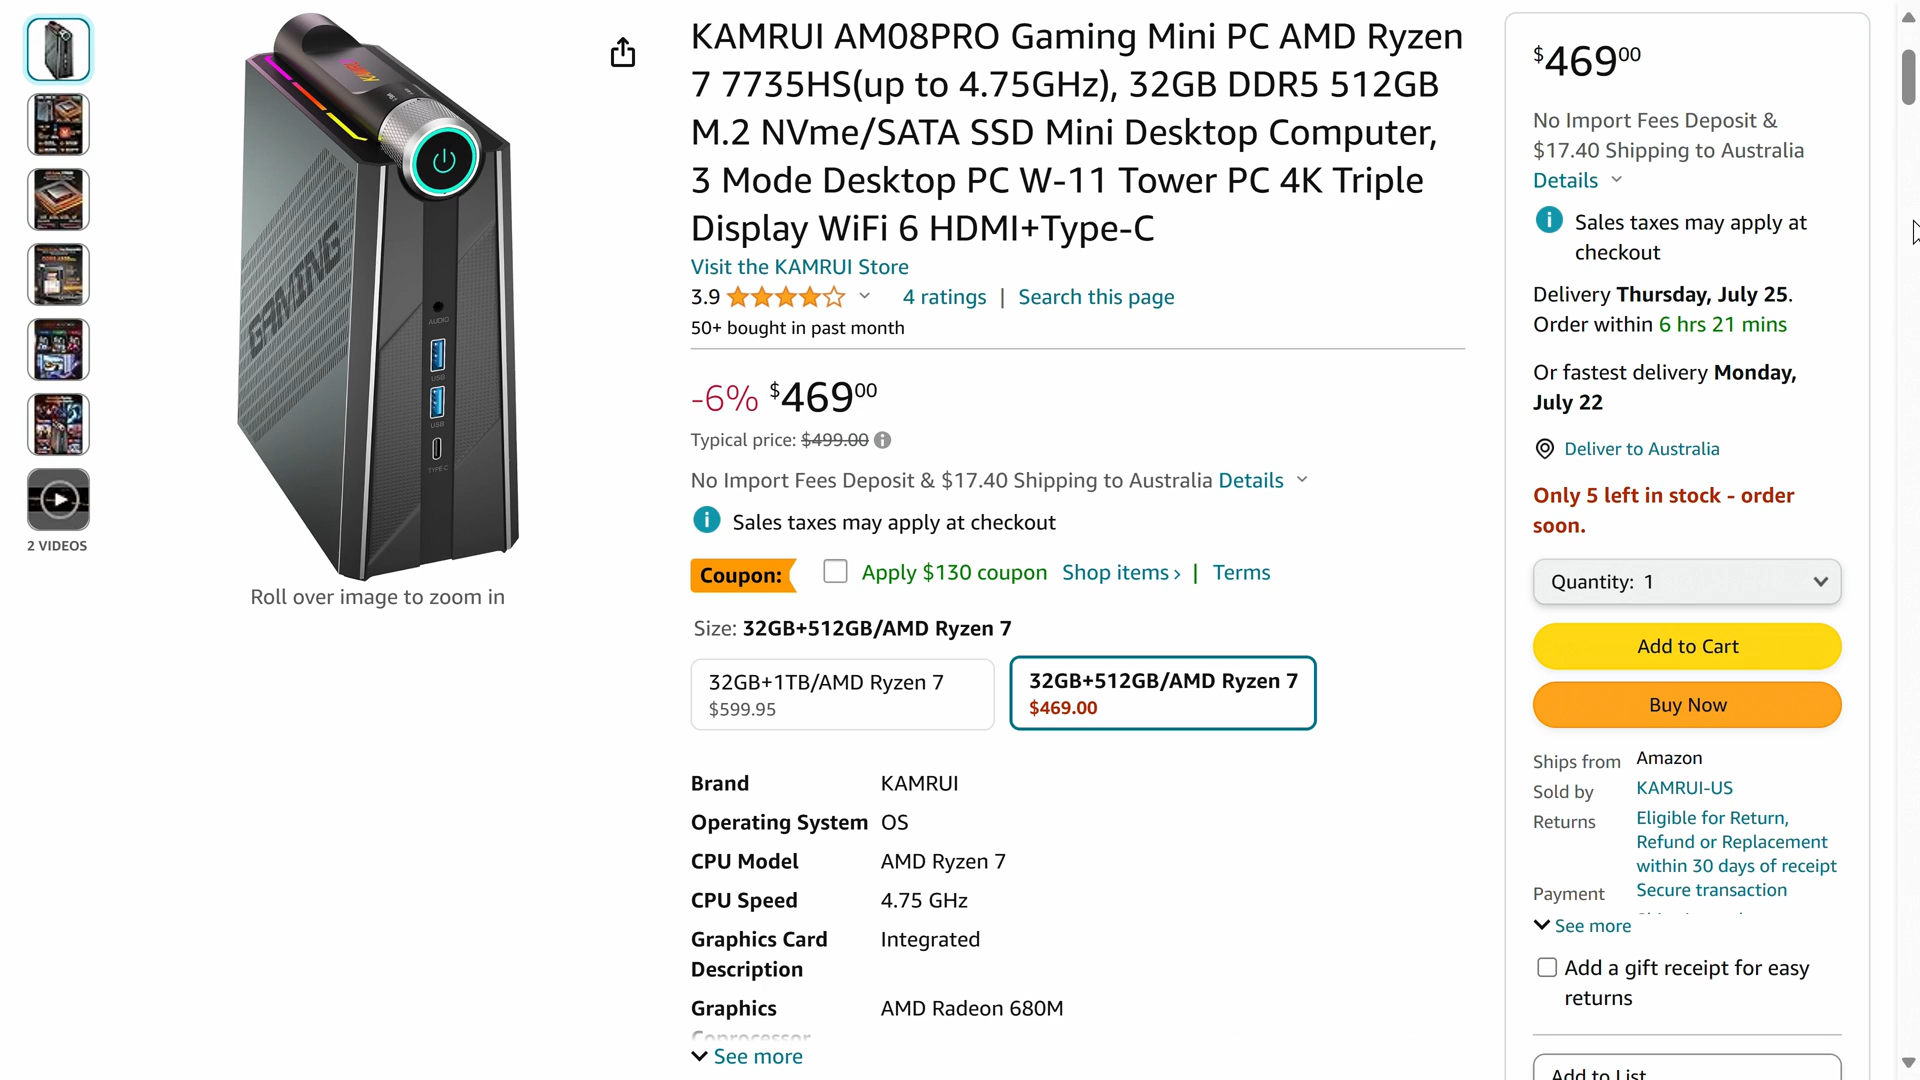 KAMRUI
GAMING
AUDIO
USB
USB
TYPE-C
2 VIDEOS
Roll over image to zoom in
KAMRUI AM08PRO Gaming Mini PC AMD Ryzen
7 7735HS(up to 4.75GHz), 32GB DDR5 512GB
M.2 NVme/SATA SSD Mini Desktop Computer,
3 Mode Desktop PC W-11 Tower PC 4K Triple
Display WiFi 6 HDMI+Type-C
Visit the KAMRUI Store
3.9 4 ratings | Search this page
50+ bought in past month
-6% $46900
Typical price: $499.00
No Import Fees Deposit & $17.40 Shipping to Australia Details
Sales taxes may apply at checkout
Coupon: Apply $130 coupon Shop items › | Terms
Size: 32GB+512GB/AMD Ryzen 7
32GB+1TB/AMD Ryzen 7
$599.95
32GB+512GB/AMD Ryzen 7
$469.00
Brand KAMRUI
Operating System OS
CPU Model AMD Ryzen 7
CPU Speed 4.75 GHz
Graphics Card Integrated
Description
Graphics AMD Radeon 680M
Coprocessor
See more
$46900
No Import Fees Deposit &
$17.40 Shipping to Australia
Details
Sales taxes may apply at
checkout
Delivery Thursday, July 25.
Order within 6 hrs 21 mins
Or fastest delivery Monday,
July 22
Deliver to Australia
Only 5 left in stock - order
soon.
Quantity: 1
Add to Cart
Buy Now
Ships from Amazon
Sold by KAMRUI-US
Returns Eligible for Return,
Refund or Replacement
within 30 days of receipt
Payment Secure transaction
See more
Add a gift receipt for easy
returns
Add to List